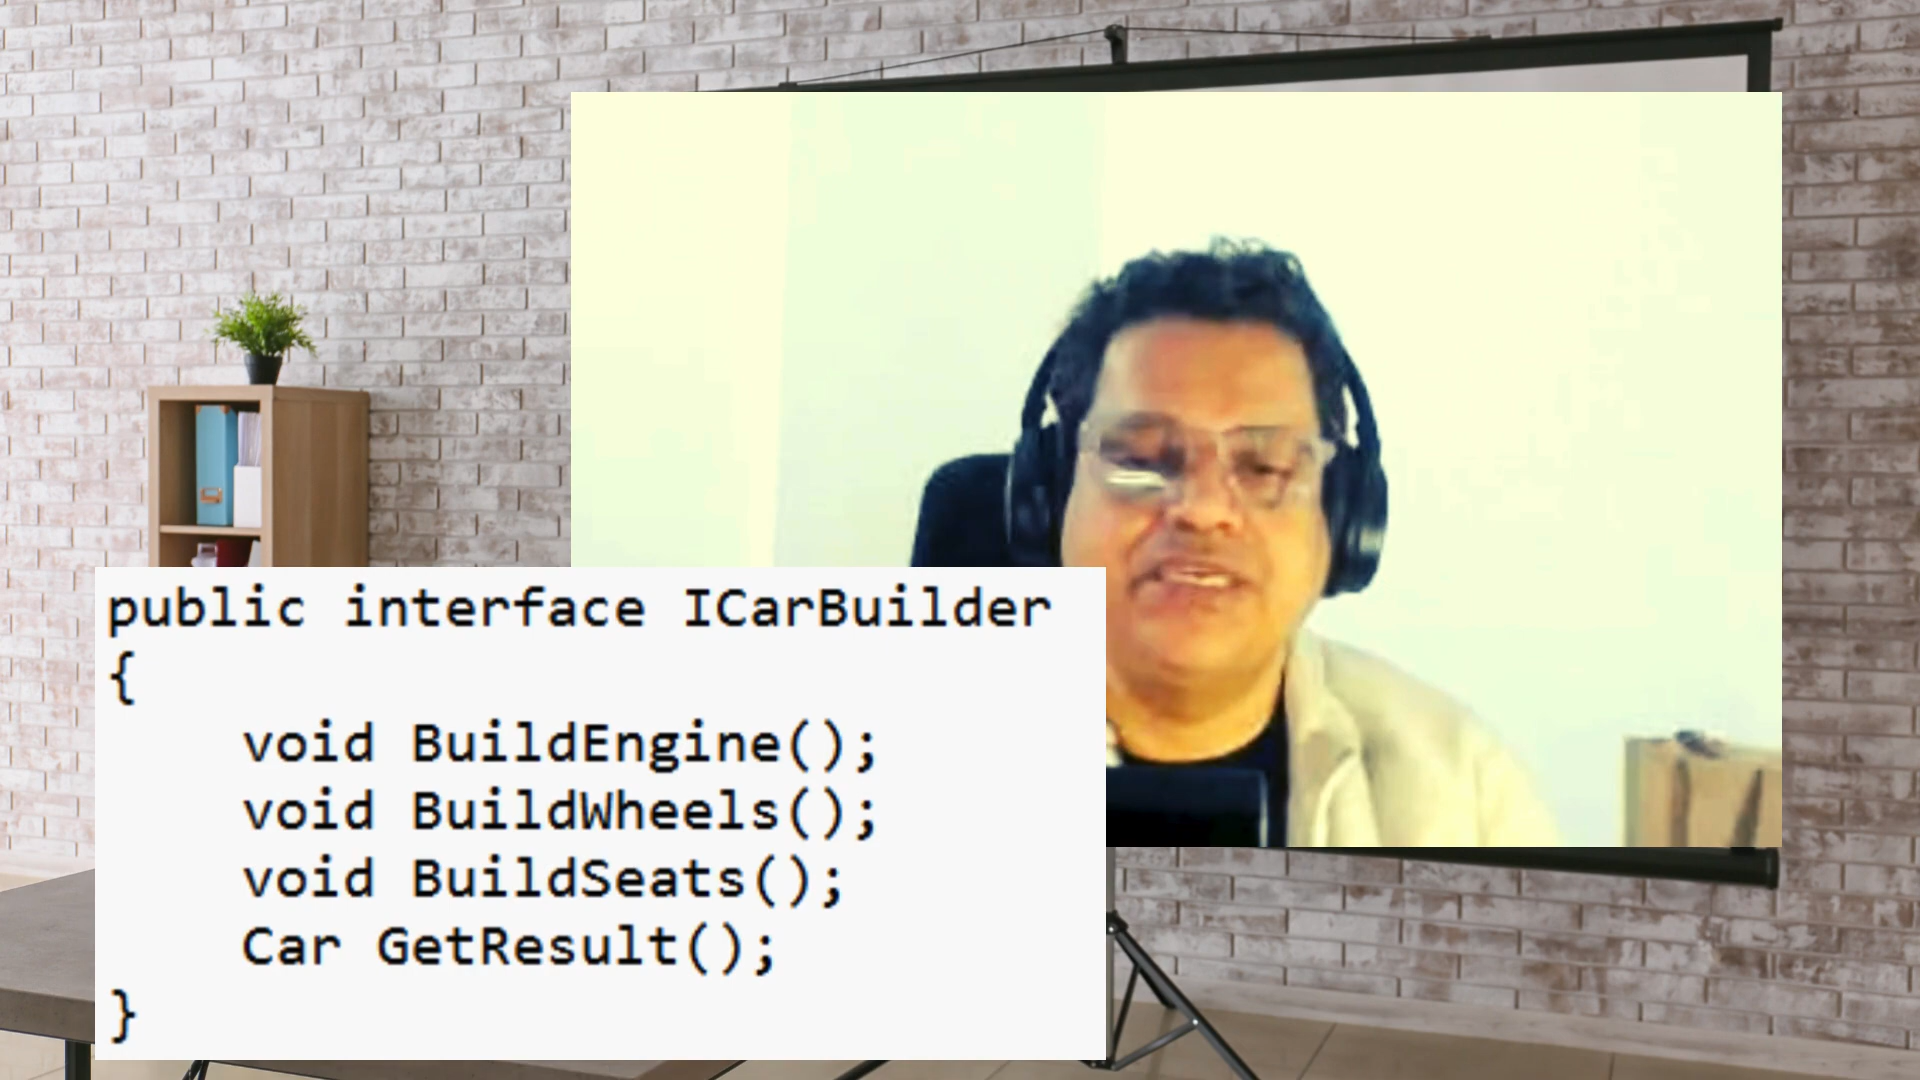 public interface ICarBuilder
{
void BuildEngine();
void BuildWheels();
void BuildSeats();
Car GetResult();
}